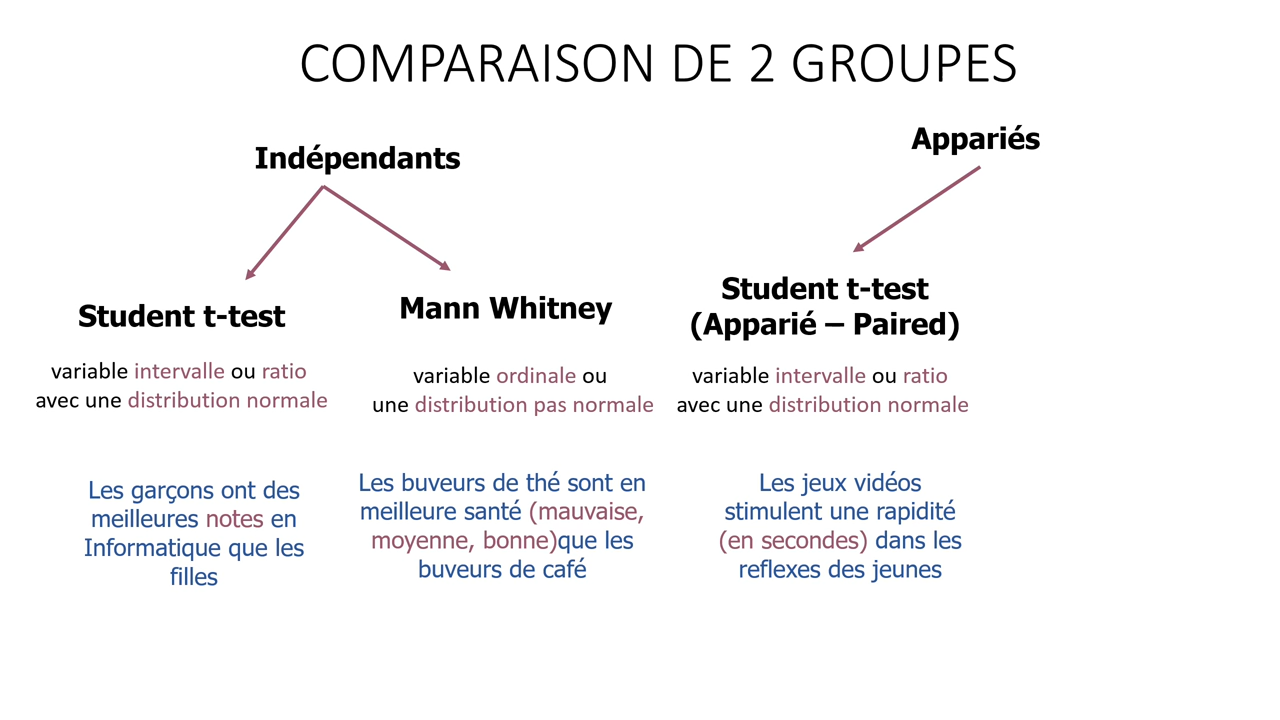 COMPARAISON DE 2 GROUPES
Indépendants
Appariés
Student t-test
variable intervalle ou ratio
avec une distribution normale
Les garçons ont des
meilleures notes en
Informatique que les
filles
Mann Whitney
variable ordinale ou
une distribution pas normale
Les buveurs de thé sont en
meilleure santé (mauvaise,
moyenne, bonne)que les
buveurs de café
Student t-test
(Apparié – Paired)
variable intervalle ou ratio
avec une distribution normale
Les jeux vidéos
stimulent une rapidité
(en secondes) dans les
reflexes des jeunes